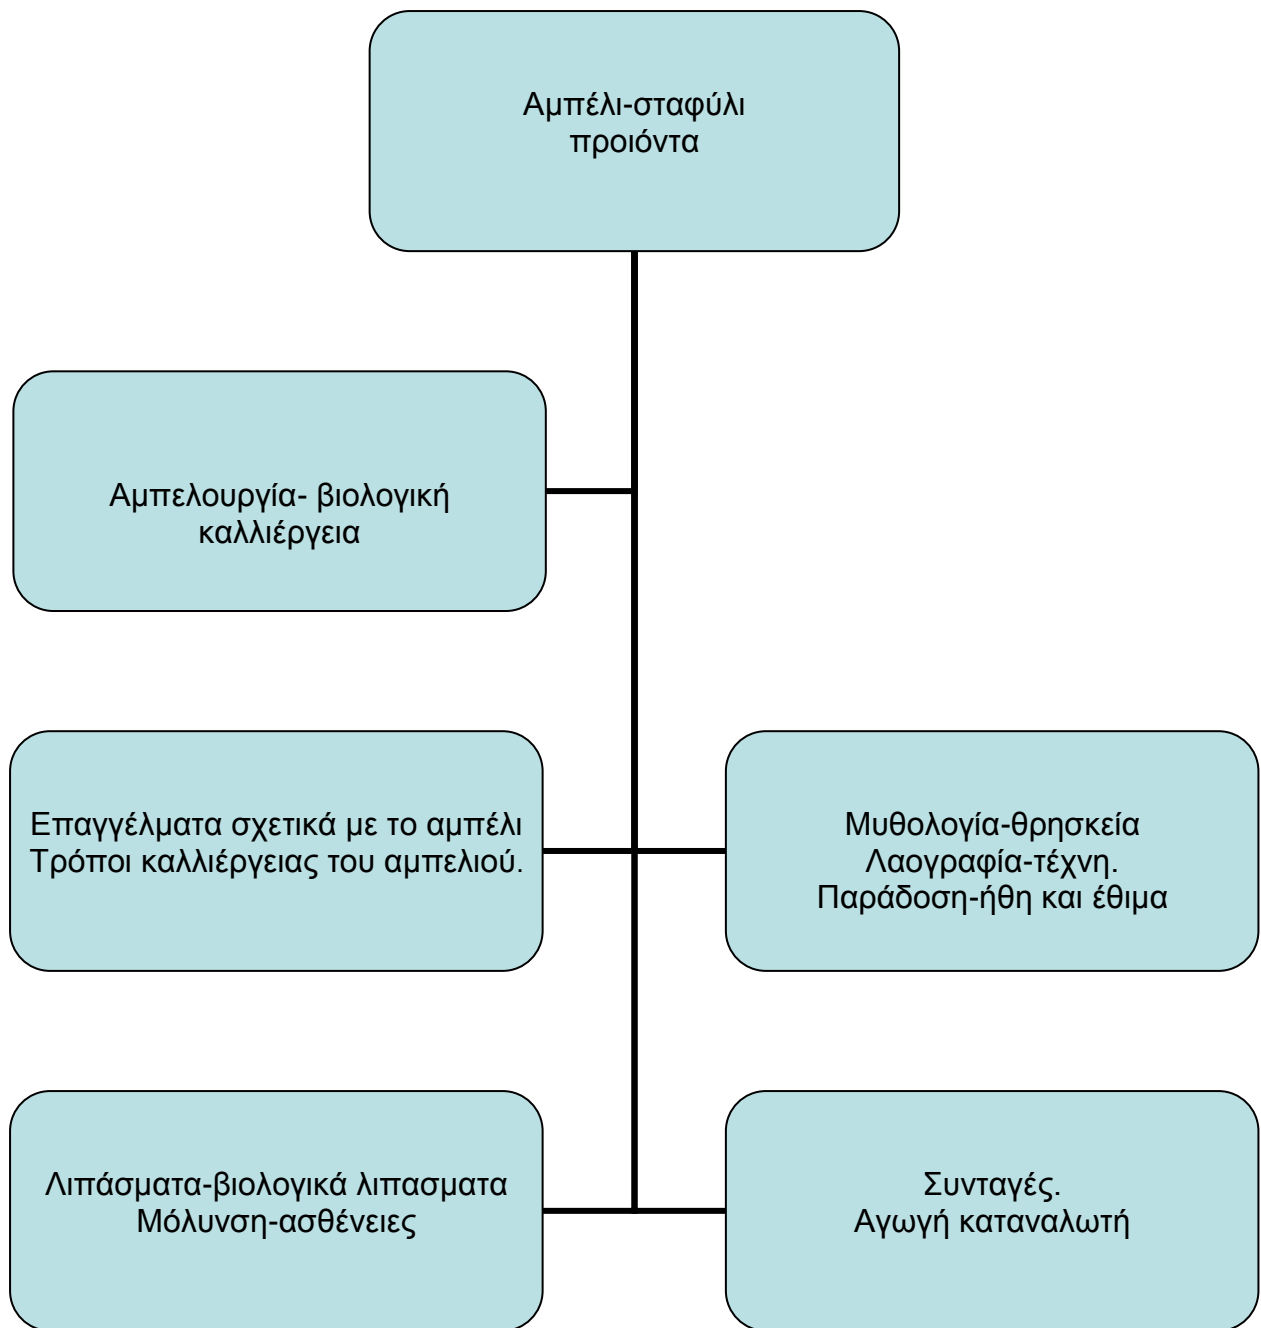 Αμπέλι-σταφύλι
προιόντα
Αμπελουργία- βιολογική
καλλιέργεια
Επαγγέλματα σχετικά με το αμπέλι
Τρόποι καλλιέργειας του αμπελιού.
Μυθολογία-θρησκεία
Λαογραφία-τέχνη.
Παράδοση-ήθη και έθιμα
Λιπάσματα-βιολογικά λιπασματα
Μόλυνση-ασθένειες
Συνταγές.
Αγωγή καταναλωτή